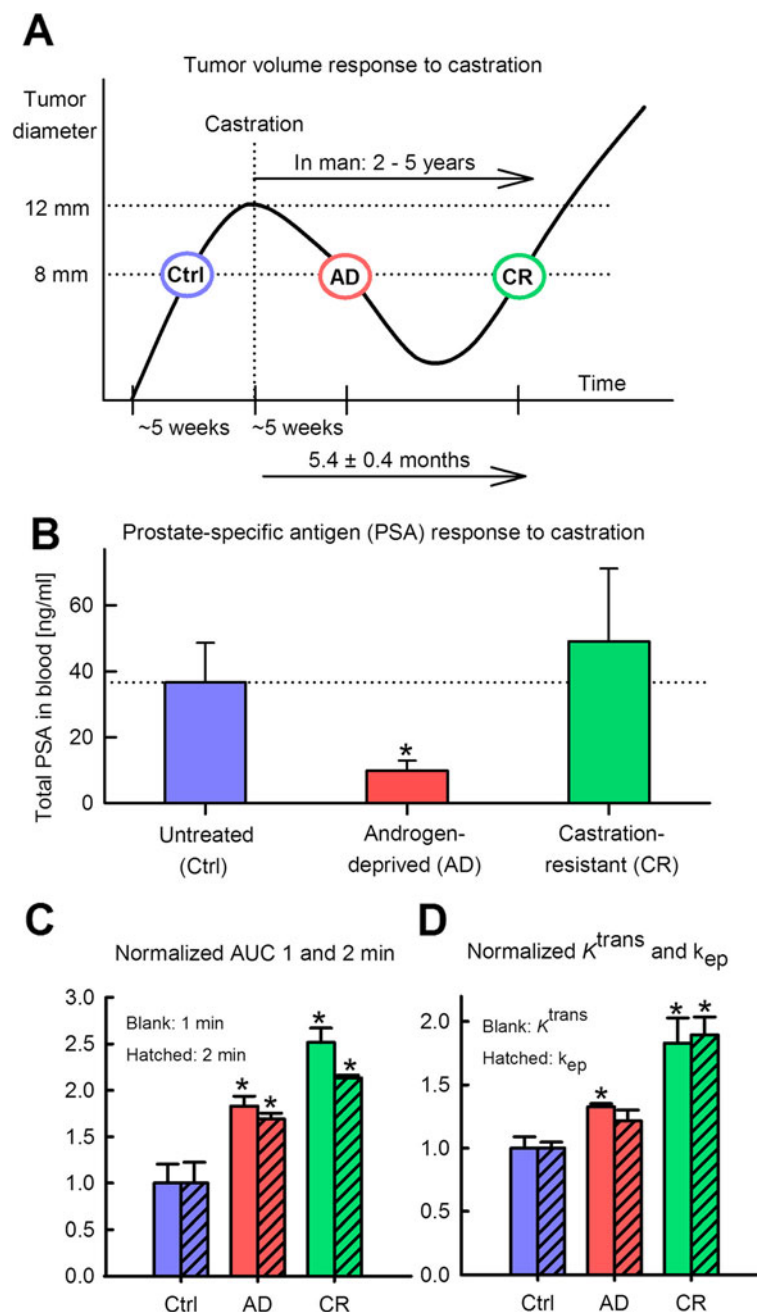 A
Tumor volume response to castration
Tumor
diameter
Castration
In man: 2 - 5 years
12 mm
8 mm
Ctrl
AD
CR
Time
~5 weeks
~5 weeks
5.4 ± 0.4 months
B
Prostate-specific antigen (PSA) response to castration
Total PSA in blood [ng/ml]
60
40
20
0
*
Untreated
(Ctrl)
Androgen-
deprived (AD)
Castration-
resistant (CR)
C
Normalized AUC 1 and 2 min
3.0
2.5
2.0
1.5
1.0
0.5
0.0
Blank: 1 min
Hatched: 2 min
* * * *
Ctrl AD CR
D
Normalized K^trans and k_ep
2.0
1.5
1.0
0.5
0.0
Blank: K^trans
Hatched: k_ep
* * *
Ctrl AD CR